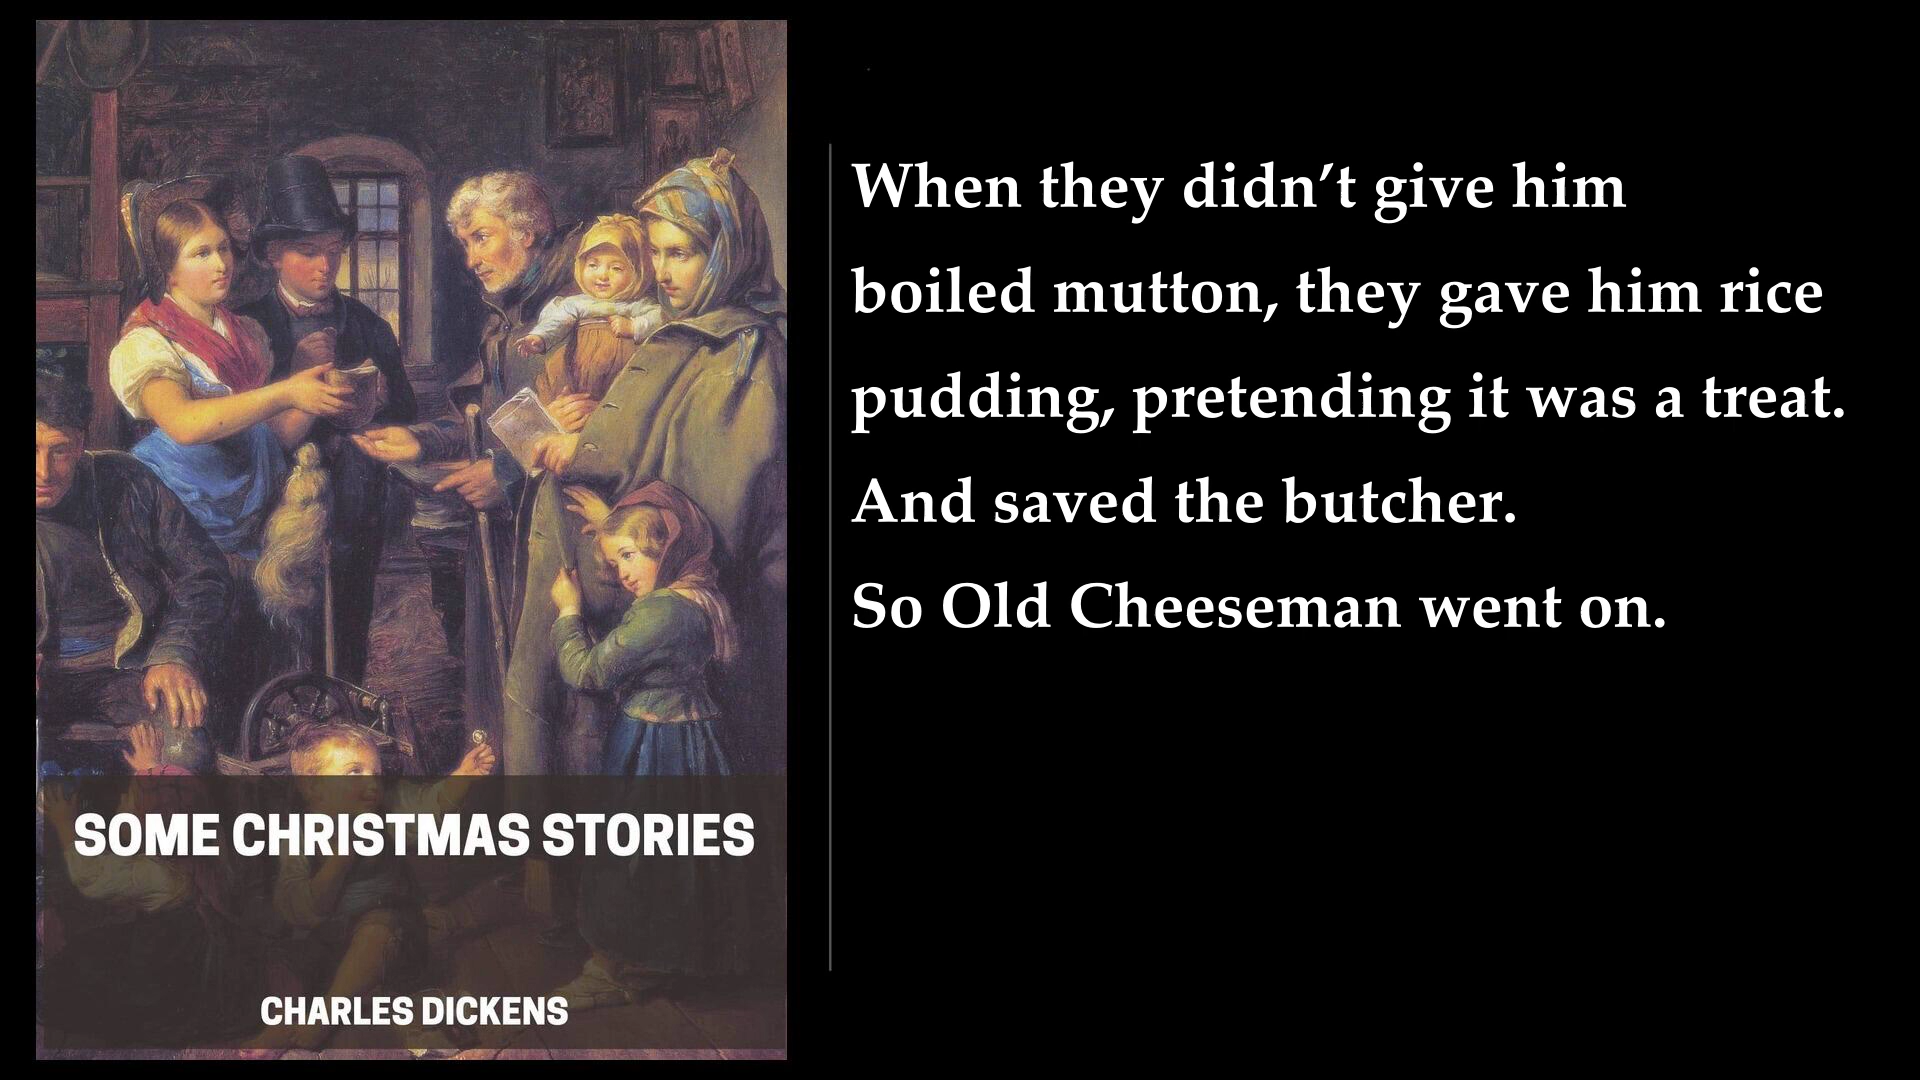 When they didn’t give him
boiled mutton, they gave him rice
pudding, pretending it was a treat.
And saved the butcher.
So Old Cheeseman went on.
SOME CHRISTMAS STORIES
CHARLES DICKENS